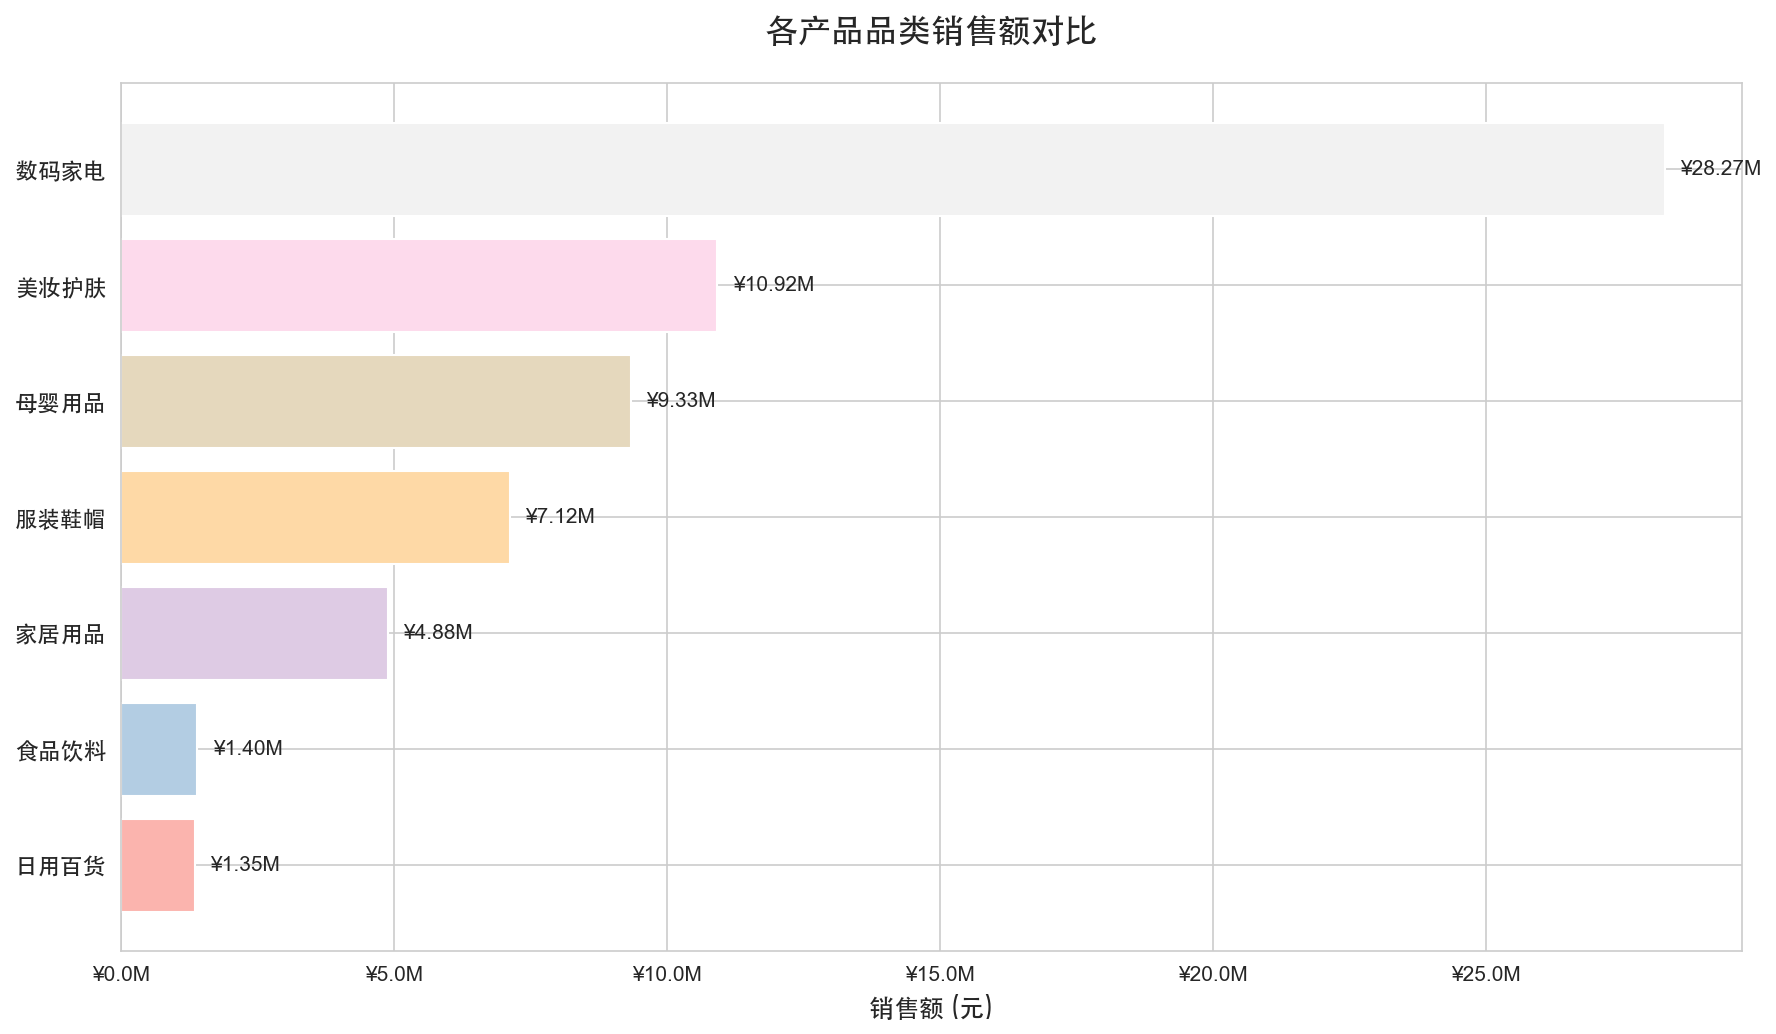 各产品品类销售额对比
数码家电
¥28.27M
美妆护肤
¥10.92M
母婴用品
¥9.33M
服装鞋帽
¥7.12M
家居用品
¥4.88M
食品饮料
¥1.40M
日用百货
¥1.35M
¥0.0M ¥5.0M ¥10.0M ¥15.0M ¥20.0M ¥25.0M
销售额 (元)